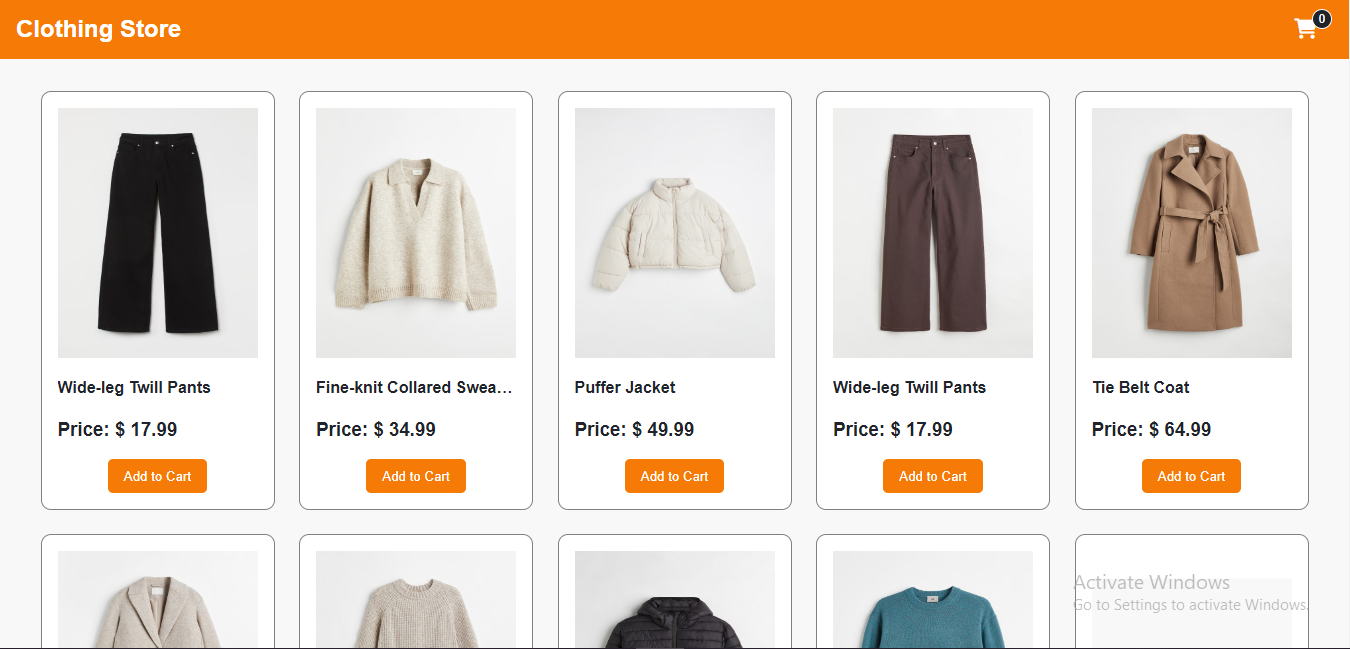 Clothing Store
0
Wide-leg Twill Pants
Fine-knit Collared Swea...
Puffer Jacket
Wide-leg Twill Pants
Tie Belt Coat
Price: $ 17.99
Price: $ 34.99
Price: $ 49.99
Price: $ 17.99
Price: $ 64.99
Add to Cart
Add to Cart
Add to Cart
Add to Cart
Add to Cart
Activate Windows
Go to Settings to activate Windows.